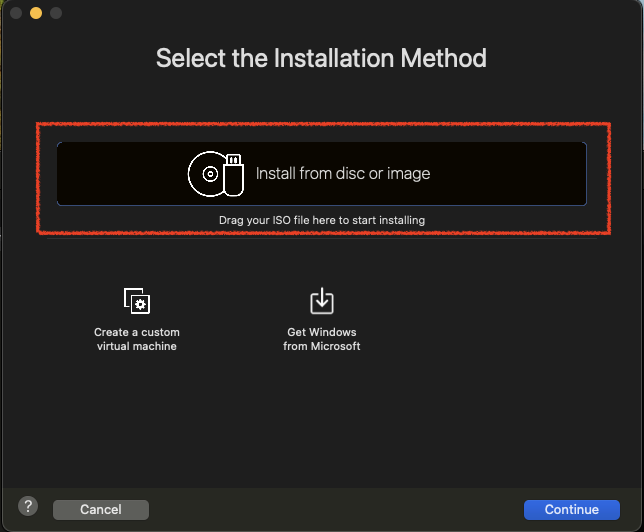 Select the Installation Method
Install from disc or image
Drag your ISO file here to start installing
Create a custom
virtual machine
Get Windows
from Microsoft
?
Cancel
Continue